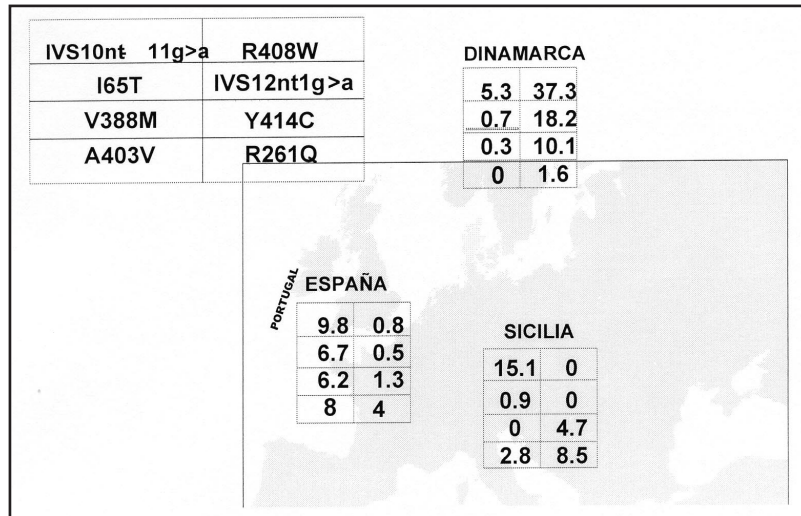 IVS10nt- 11g>a R408W
I65T IVS12nt1g>a
V388M Y414C
A403V R261Q
DINAMARCA
5.3 37.3
0.7 18.2
0.3 10.1
0 1.6
PORTUGAL
ESPAÑA
9.8 0.8
6.7 0.5
6.2 1.3
8 4
SICILIA
15.1 0
0.9 0
0 4.7
2.8 8.5